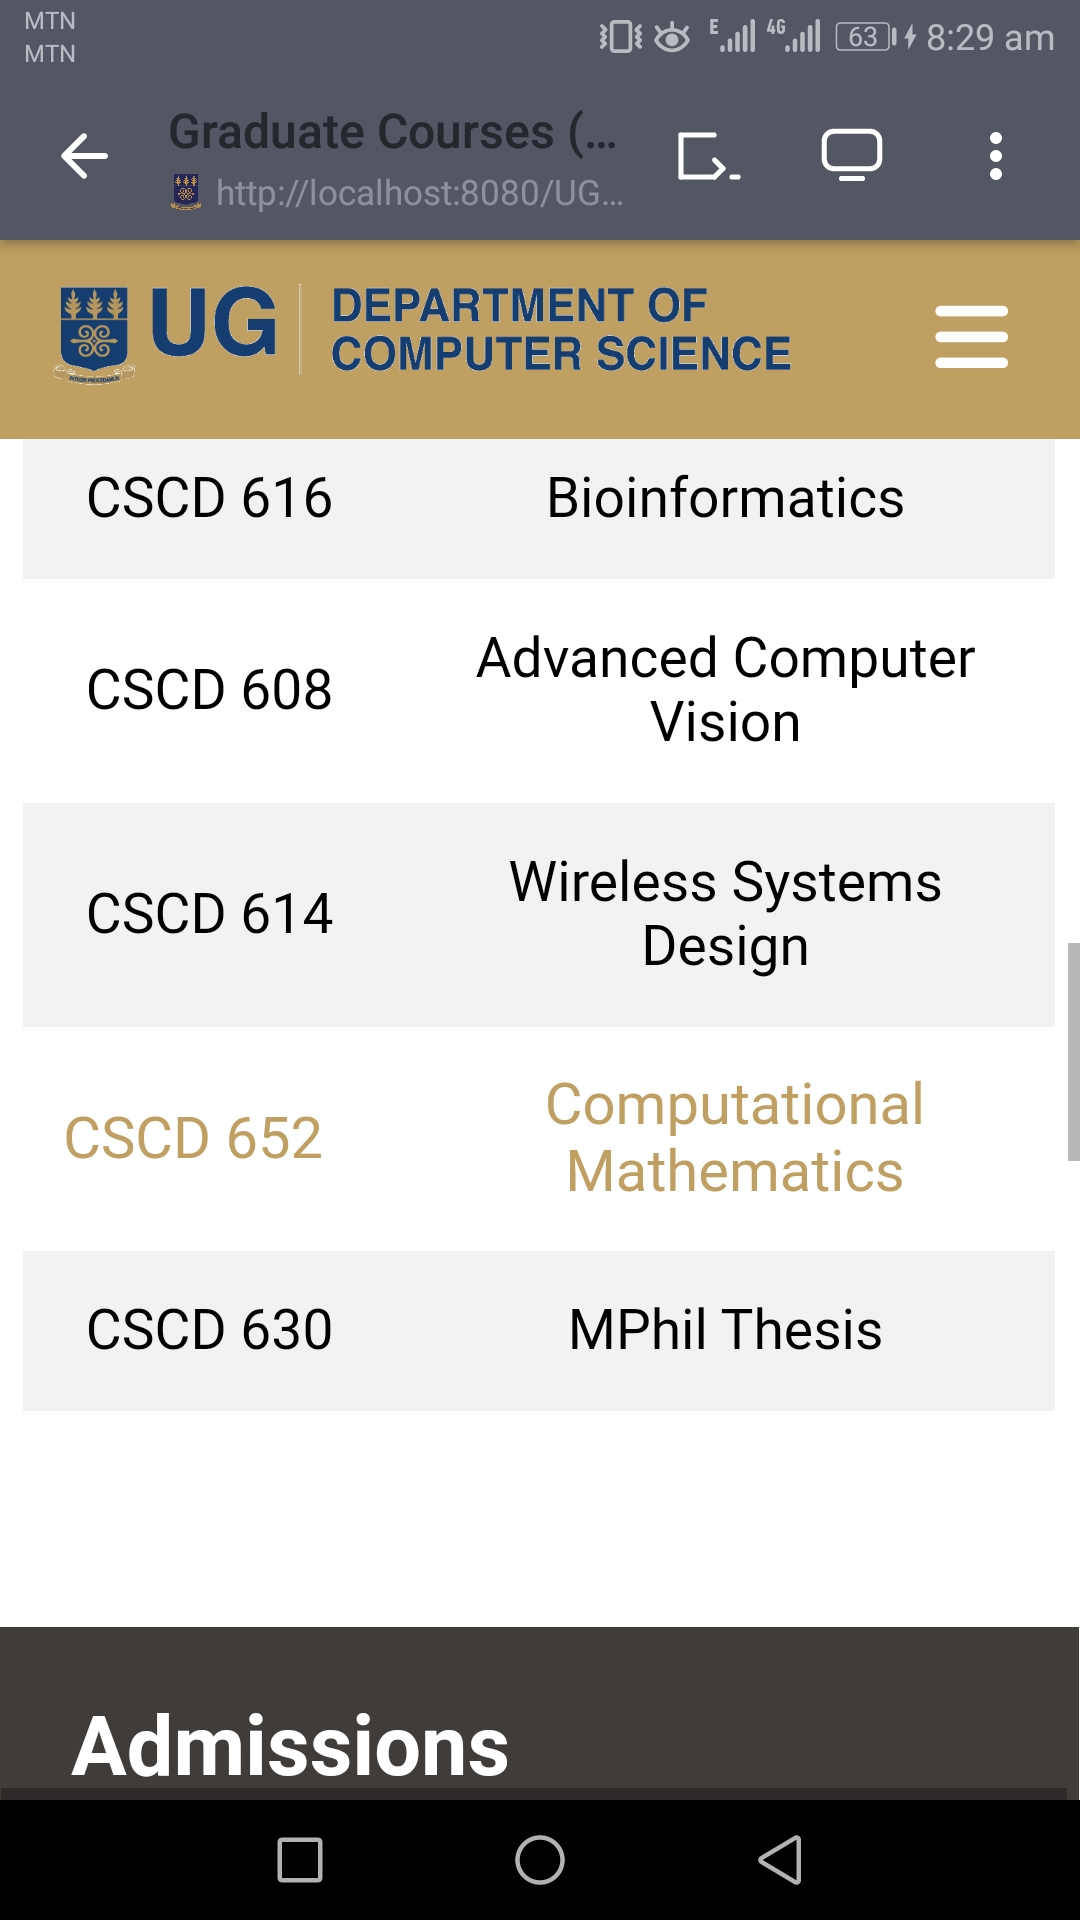 MTN
MTN
E 4G 63 8:29 am
Graduate Courses (...
http://localhost:8080/UG...
UG
DEPARTMENT OF
COMPUTER SCIENCE
CSCD 616 Bioinformatics
CSCD 608 Advanced Computer
Vision
CSCD 614 Wireless Systems
Design
CSCD 652 Computational
Mathematics
CSCD 630 MPhil Thesis
Admissions